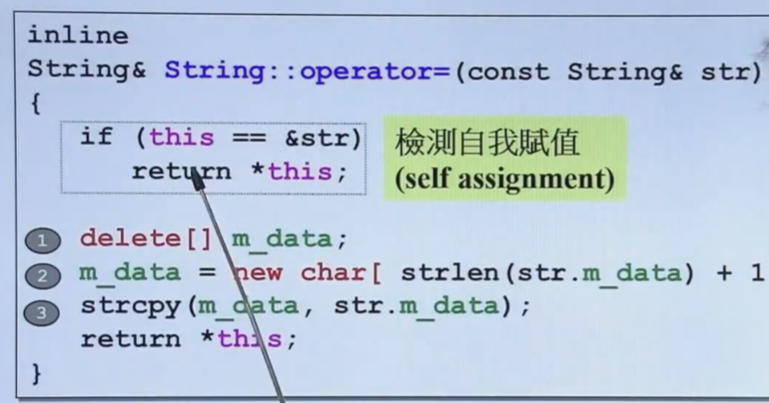 inline
String& String::operator=(const String& str)
{
if (this == &str)
return *this;
檢測自我賦值
(self assignment)
1 delete[] m_data;
2 m_data = new char[ strlen(str.m_data) + 1
3 strcpy(m_data, str.m_data);
return *this;
}